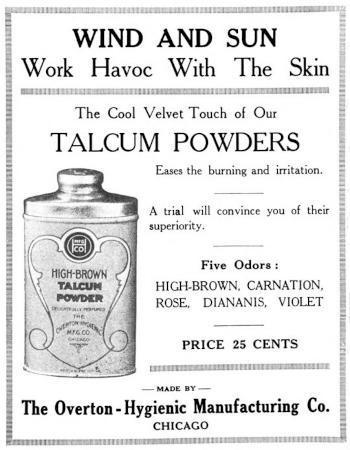 WIND AND SUN
Work Havoc With The Skin
The Cool Velvet Touch of Our
TALCUM POWDERS
Eases the burning and irritation.
A trial will convince you of their
superiority.
Five Odors :
HIGH-BROWN, CARNATION,
ROSE, DIANANIS, VIOLET
PRICE 25 CENTS
MFG
CO
HIGH-BROWN
TALCUM
POWDER
DELIGHTFULLY PERFUMED
THE
OVERTON-HYGIENIC
MFG. CO.
CHICAGO
— MADE BY —
The Overton-Hygienic Manufacturing Co.
CHICAGO